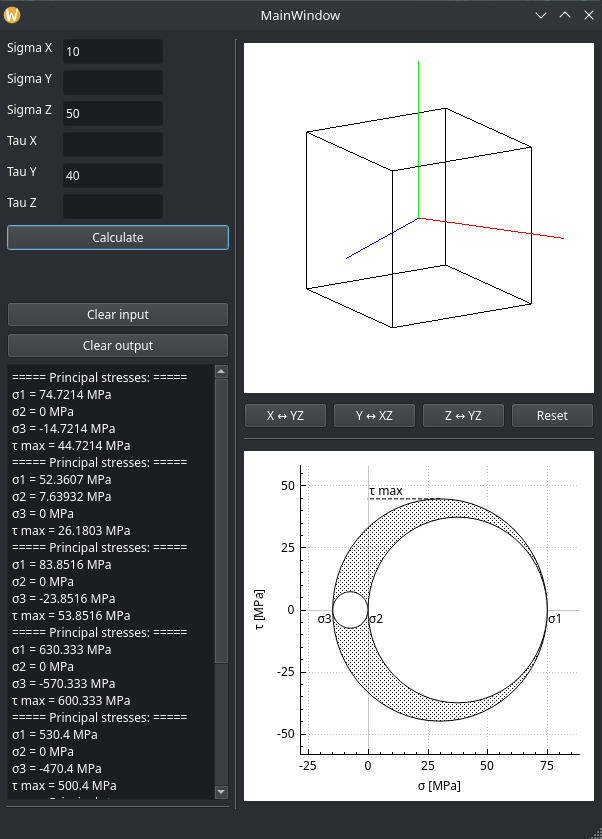 MainWindow
Sigma X 10
Sigma Y
Sigma Z 50
Tau X
Tau Y 40
Tau Z
Calculate
Clear input
Clear output
===== Principal stresses: =====
σ1 = 74.7214 MPa
σ2 = 0 MPa
σ3 = -14.7214 MPa
τ max = 44.7214 MPa
===== Principal stresses: =====
σ1 = 52.3607 MPa
σ2 = 7.63932 MPa
σ3 = 0 MPa
τ max = 26.1803 MPa
===== Principal stresses: =====
σ1 = 83.8516 MPa
σ2 = 0 MPa
σ3 = -23.8516 MPa
τ max = 53.8516 MPa
===== Principal stresses: =====
σ1 = 630.333 MPa
σ2 = 0 MPa
σ3 = -570.333 MPa
τ max = 600.333 MPa
===== Principal stresses: =====
σ1 = 530.4 MPa
σ2 = 0 MPa
σ3 = -470.4 MPa
τ max = 500.4 MPa
X ↔ YZ
Y ↔ XZ
Z ↔ YZ
Reset
τ [MPa]
50
25
0
-25
-50
τ max
σ3
σ2
σ1
-25
0
25
50
75
σ [MPa]